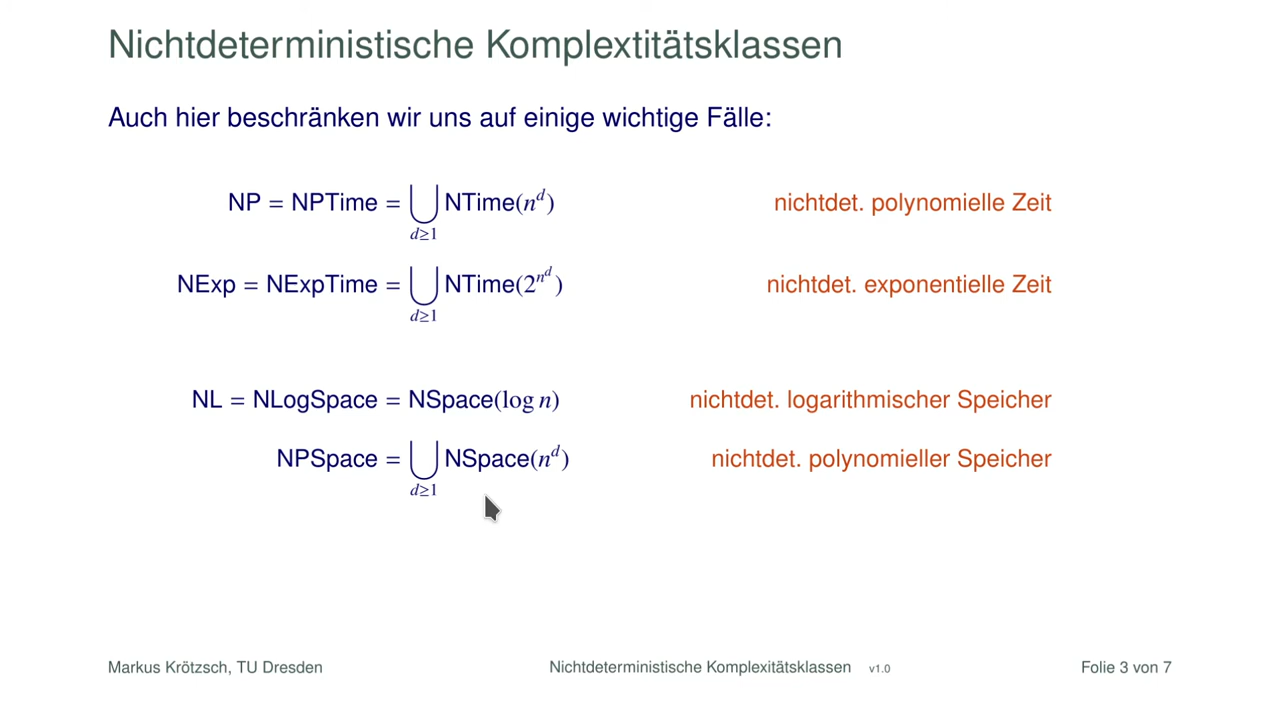 Nichtdeterministische Komplextitätsklassen
Auch hier beschränken wir uns auf einige wichtige Fälle:
NP = NPTime = ⋃_{d≥1} NTime(n^d) nichtdet. polynomielle Zeit
NExp = NExpTime = ⋃_{d≥1} NTime(2^{n^d}) nichtdet. exponentielle Zeit
NL = NLogSpace = NSpace(log n) nichtdet. logarithmischer Speicher
NPSpace = ⋃_{d≥1} NSpace(n^d) nichtdet. polynomieller Speicher
Markus Krötzsch, TU Dresden Nichtdeterministische Komplexitätsklassen v1.0 Folie 3 von 7